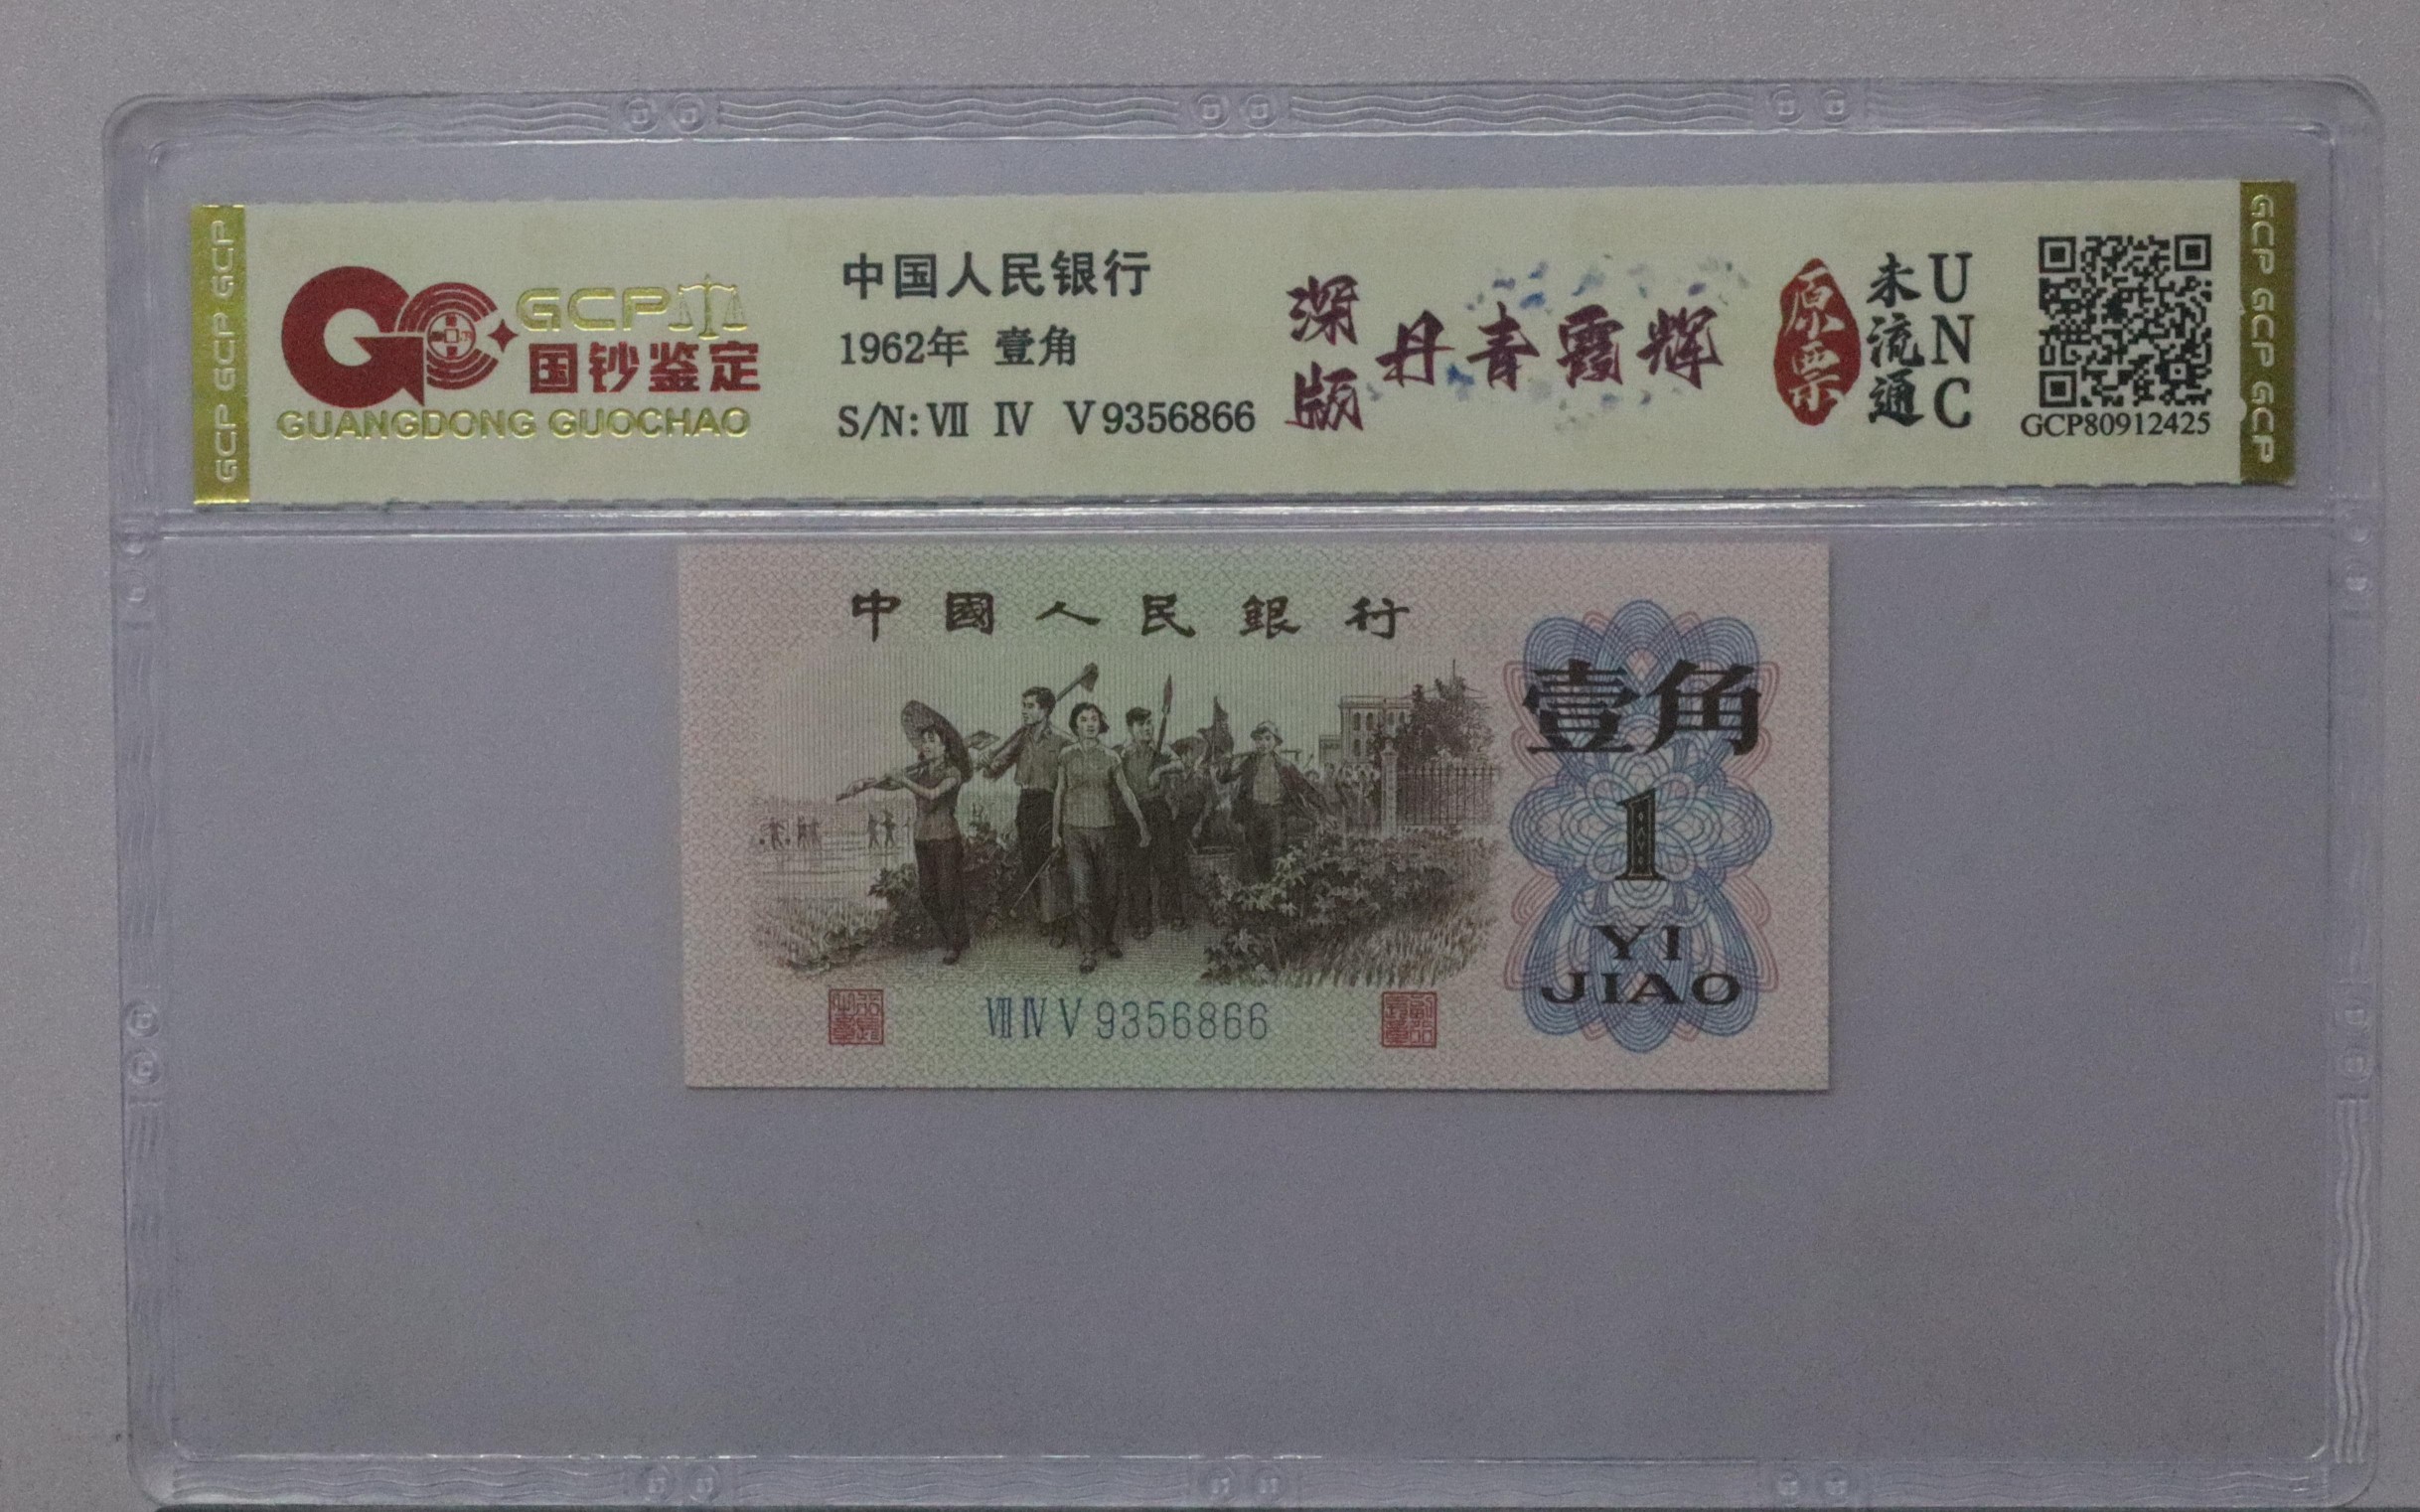 GCP GCP GCP
GCP
国钞鉴定
GUANGDONG GUOCHAO
中国人民银行
1962年 壹角
S/N: Ⅶ Ⅳ Ⅴ9356866
深版
丹青霞辉
原票
未流通
UNC
GCP80912425
GCP GCP GCP
中國人民銀行
壹角
1
YI
JIAO
Ⅶ Ⅳ Ⅴ 9356866